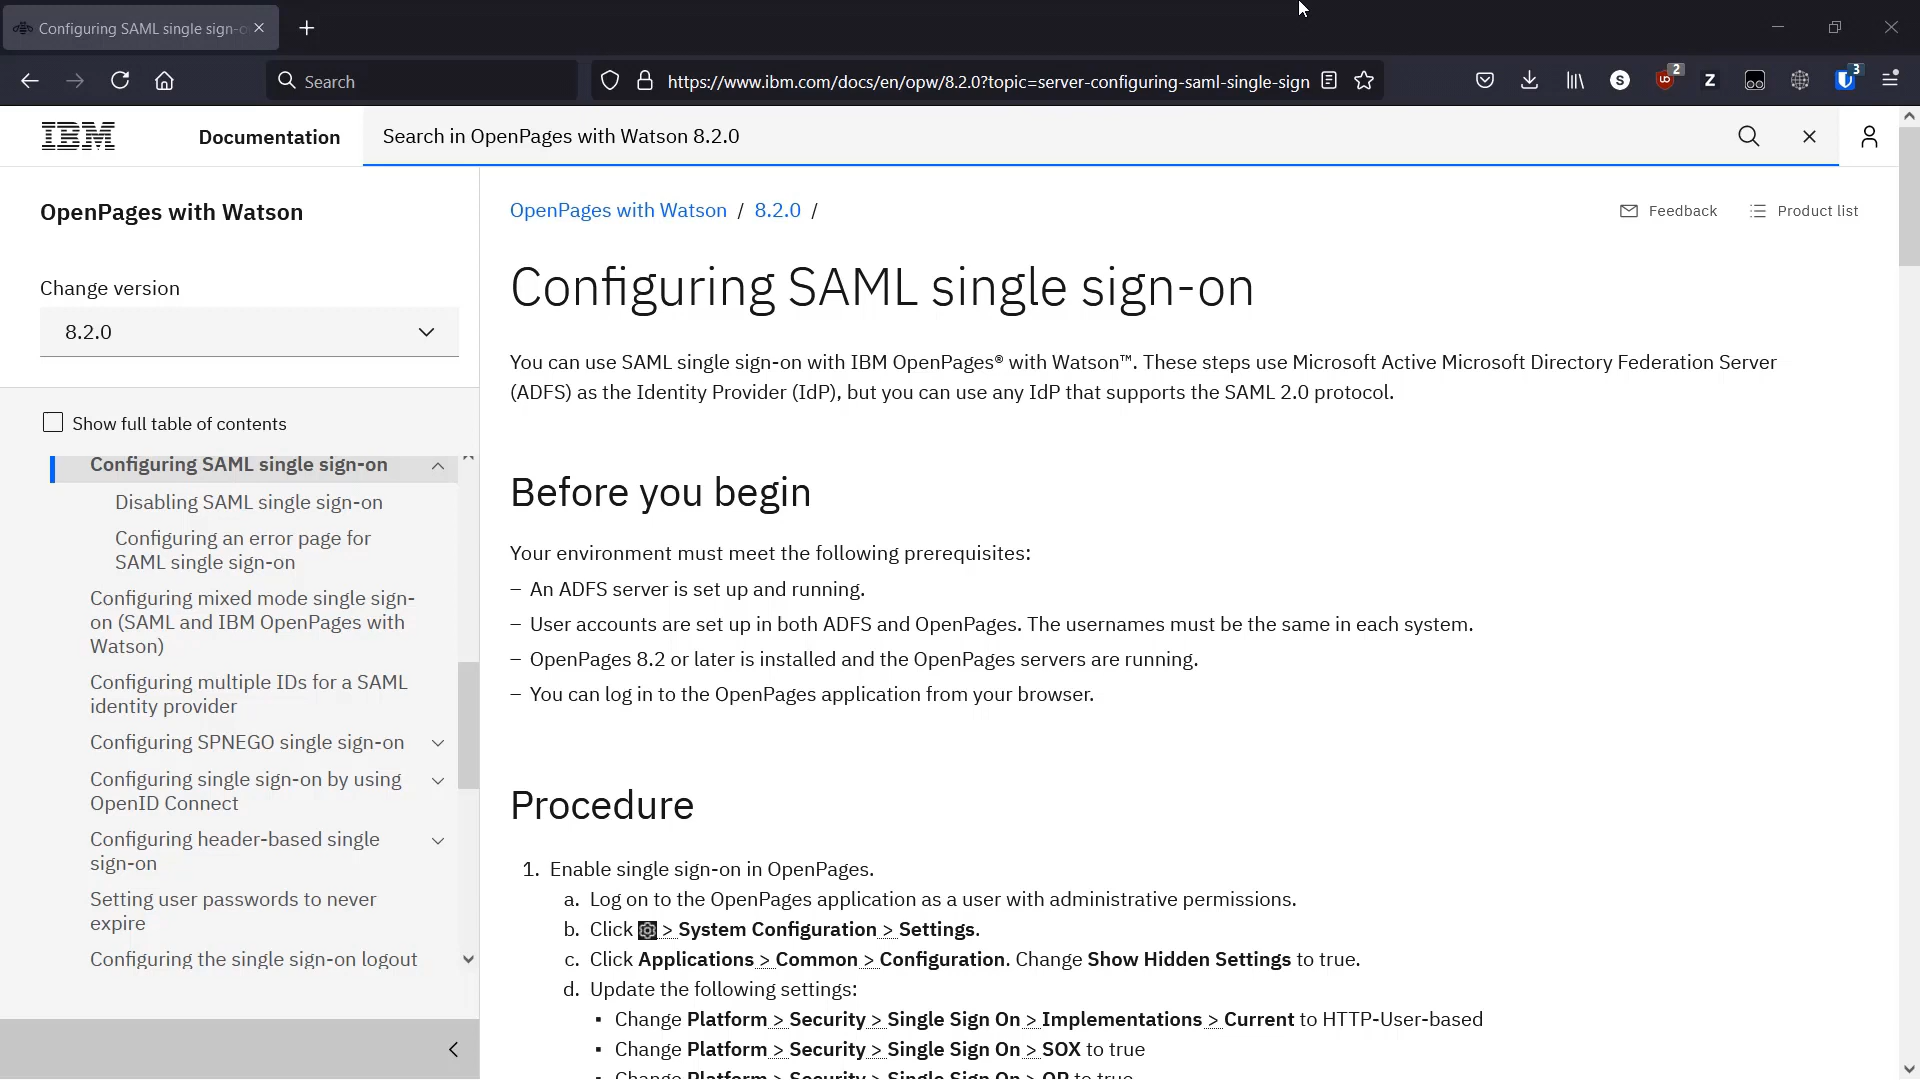 Configuring SAML single sign-o
Search
https://www.ibm.com/docs/en/opw/8.2.0?topic=server-configuring-saml-single-sign
S
2
Z
3
IBM
Documentation
Search in OpenPages with Watson 8.2.0
OpenPages with Watson
Change version
8.2.0
Show full table of contents
Configuring SAML single sign-on
Disabling SAML single sign-on
Configuring an error page for
SAML single sign-on
Configuring mixed mode single sign-
on (SAML and IBM OpenPages with
Watson)
Configuring multiple IDs for a SAML
identity provider
Configuring SPNEGO single sign-on
Configuring single sign-on by using
OpenID Connect
Configuring header-based single
sign-on
Setting user passwords to never
expire
Configuring the single sign-on logout
OpenPages with Watson / 8.2.0 /
Feedback
Product list
Configuring SAML single sign-on
You can use SAML single sign-on with IBM OpenPages® with Watson™. These steps use Microsoft Active Microsoft Directory Federation Server
(ADFS) as the Identity Provider (IdP), but you can use any IdP that supports the SAML 2.0 protocol.
Before you begin
Your environment must meet the following prerequisites:
– An ADFS server is set up and running.
– User accounts are set up in both ADFS and OpenPages. The usernames must be the same in each system.
– OpenPages 8.2 or later is installed and the OpenPages servers are running.
– You can log in to the OpenPages application from your browser.
Procedure
1. Enable single sign-on in OpenPages.
a. Log on to the OpenPages application as a user with administrative permissions.
b. Click > System Configuration > Settings.
c. Click Applications > Common > Configuration. Change Show Hidden Settings to true.
d. Update the following settings:
▪ Change Platform > Security > Single Sign On > Implementations > Current to HTTP-User-based
▪ Change Platform > Security > Single Sign On > SOX to true
▪ Change Platform > Security > Single Sign On > OP to true